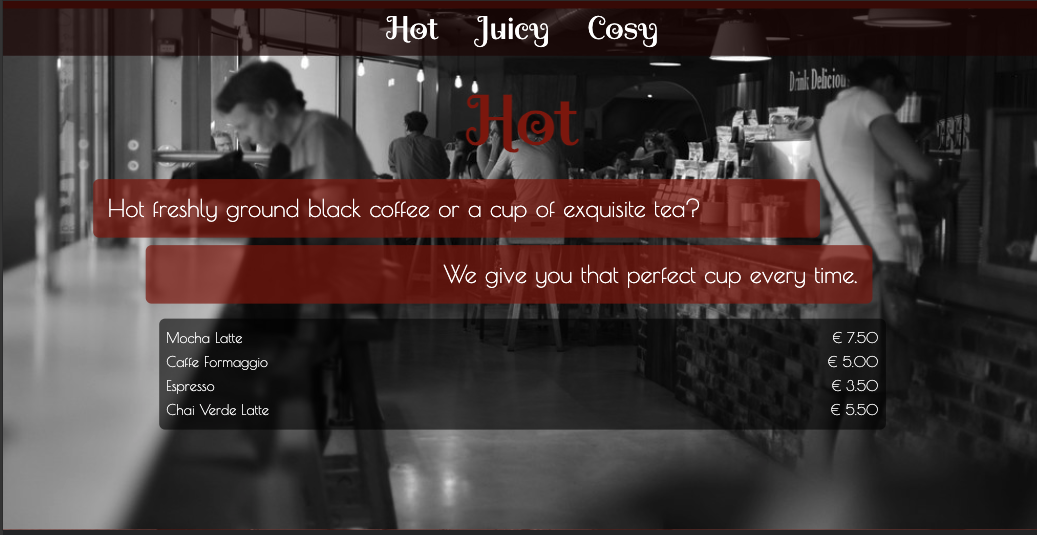 Hot Juicy Cosy
Drink Deliciou
Hot
Hot freshly ground black coffee or a cup of exquisite tea?
We give you that perfect cup every time.
Mocha Latte € 7.50
Caffe Formaggio € 5.00
Espresso € 3.50
Chai Verde Latte € 5.50